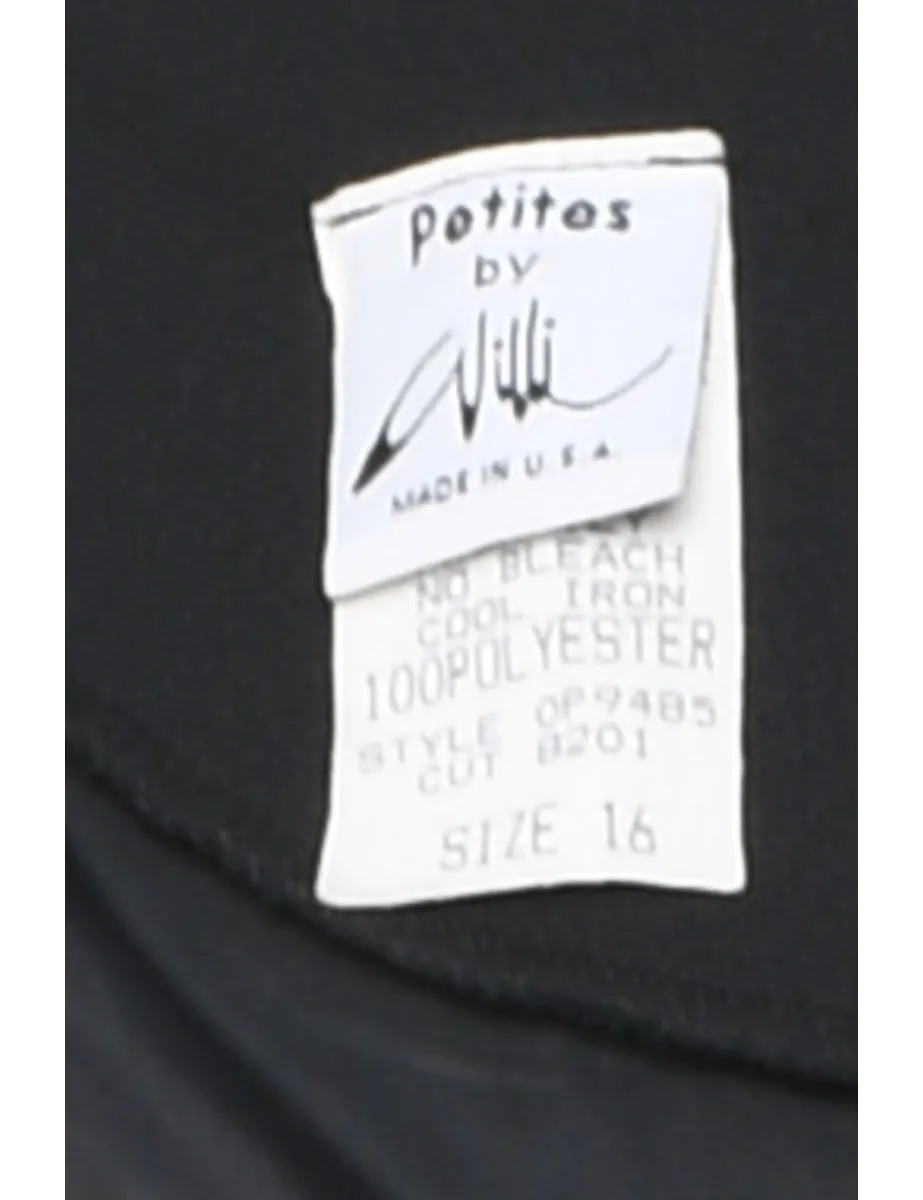 Petites
by
Willi
MADE IN U.S.A.
NO BLEACH
COOL IRON
100POLYESTER
STYLE OP9485
CUT 8201
SIZE 16